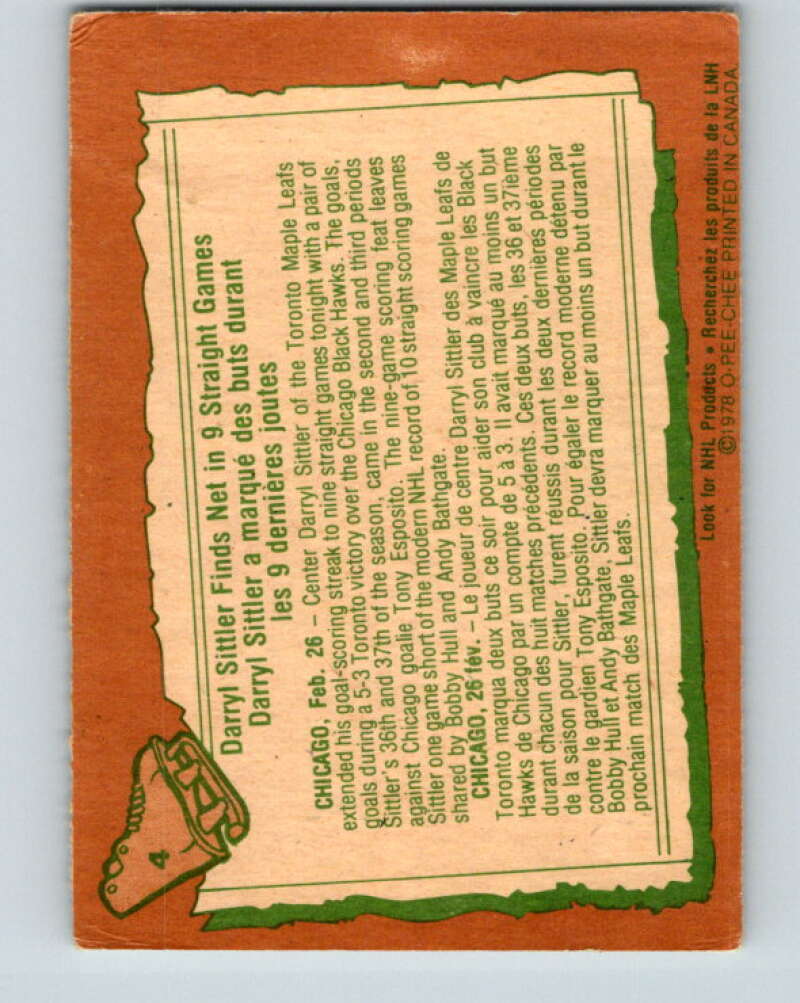 4
Darryl Sittler Finds Net in 9 Straight Games
Darryl Sittler a marqué des buts durant
les 9 dernières joutes
CHICAGO, Feb. 26 – Center Darryl Sittler of the Toronto Maple Leafs
extended his goal-scoring streak to nine straight games tonight with a pair of
goals during a 5-3 Toronto victory over the Chicago Black Hawks. The goals,
Sittler's 36th and 37th of the season, came in the second and third periods
against Chicago goalie Tony Esposito. The nine-game scoring feat leaves
Sittler one game short of the modern NHL record of 10 straight scoring games
shared by Bobby Hull and Andy Bathgate.
CHICAGO, 26 fév. – Le joueur de centre Darryl Sittler des Maple Leafs de
Toronto marqua deux buts ce soir pour aider son club à vaincre les Black
Hawks de Chicago par un compte de 5 à 3. Il avait marqué au moins un but
durant chacun des huit matches précédents. Ces deux buts, les 36 et 37ième
de la saison pour Sittler, furent réussis durant les deux dernières périodes
contre le gardien Tony Esposito. Pour égaler le record moderne détenu par
Bobby Hull et Andy Bathgate, Sittler devra marquer au moins un but durant le
prochain match des Maple Leafs.
Look for NHL Products • Recherchez les produits de la LNH
©1978 O-PEE-CHEE PRINTED IN CANADA